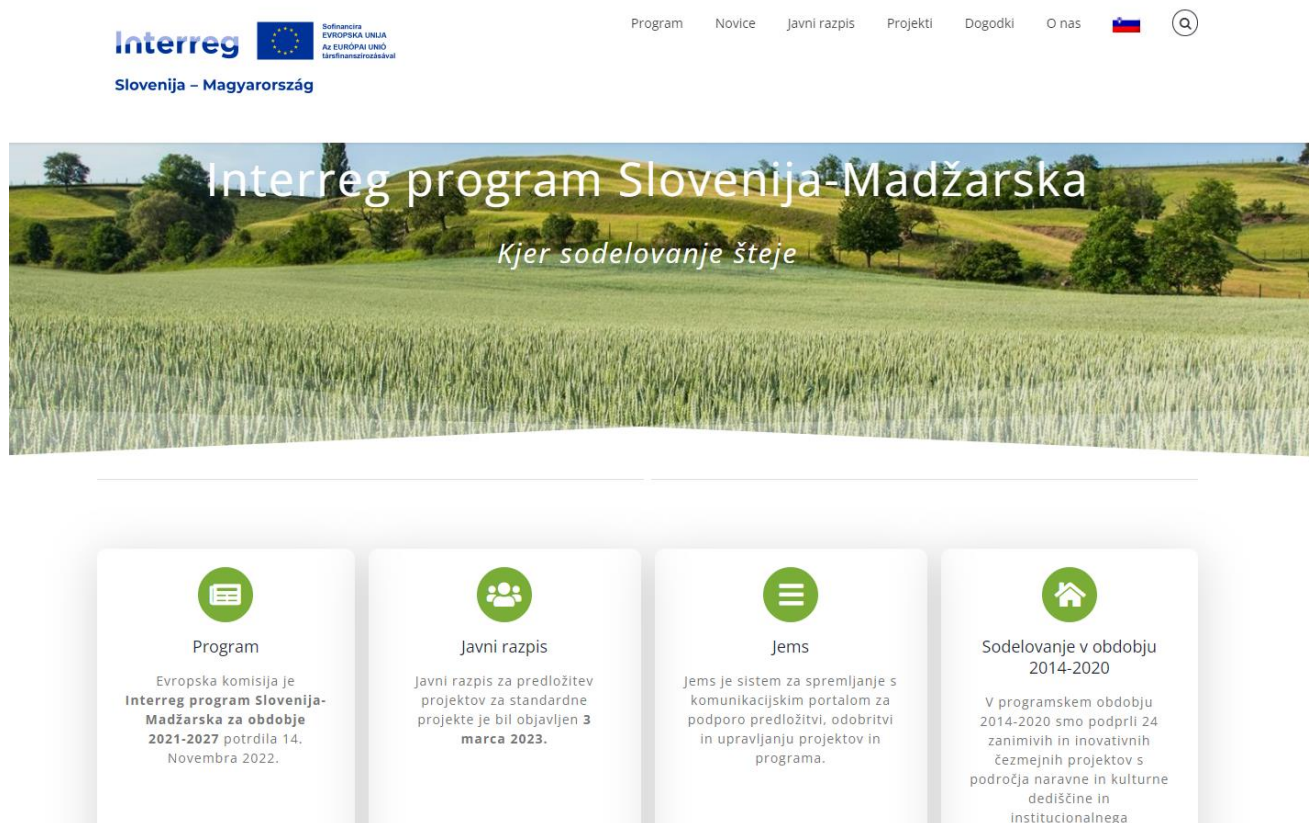 Interreg
Sofinancira
EVROPSKA UNIJA
Az EURÓPAI UNIÓ
társfinanszírozásával
Slovenija – Magyarország
Program Novice Javni razpis Projekti Dogodki O nas
Interreg program Slovenija-Madžarska
Kjer sodelovanje šteje
Program
Evropska komisija je
Interreg program Slovenija-
Madžarska za obdobje
2021-2027 potrdila 14.
Novembra 2022.
Javni razpis
Javni razpis za predložitev
projektov za standardne
projekte je bil objavljen 3
marca 2023.
Jems
Jems je sistem za spremljanje s
komunikacijskim portalom za
podporo predložitvi, odobritvi
in upravljanju projektov in
programa.
Sodelovanje v obdobju
2014-2020
V programskem obdobju
2014-2020 smo podprli 24
zanimivih in inovativnih
čezmejnih projektov s
področja naravne in kulturne
dediščine in
institucionalnega